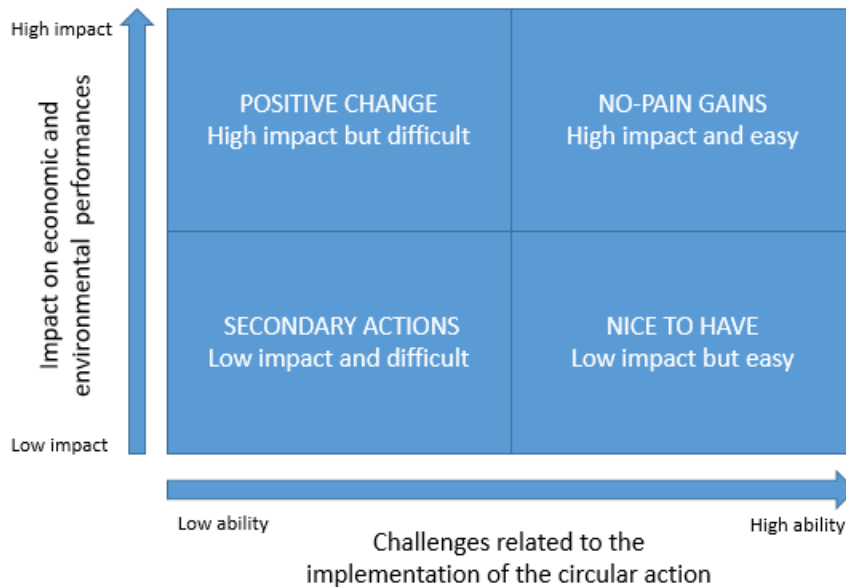 High impact
Impact on economic and
environmental performances
Low impact
POSITIVE CHANGE
High impact but difficult
NO-PAIN GAINS
High impact and easy
SECONDARY ACTIONS
Low impact and difficult
NICE TO HAVE
Low impact but easy
Low ability
High ability
Challenges related to the
implementation of the circular action